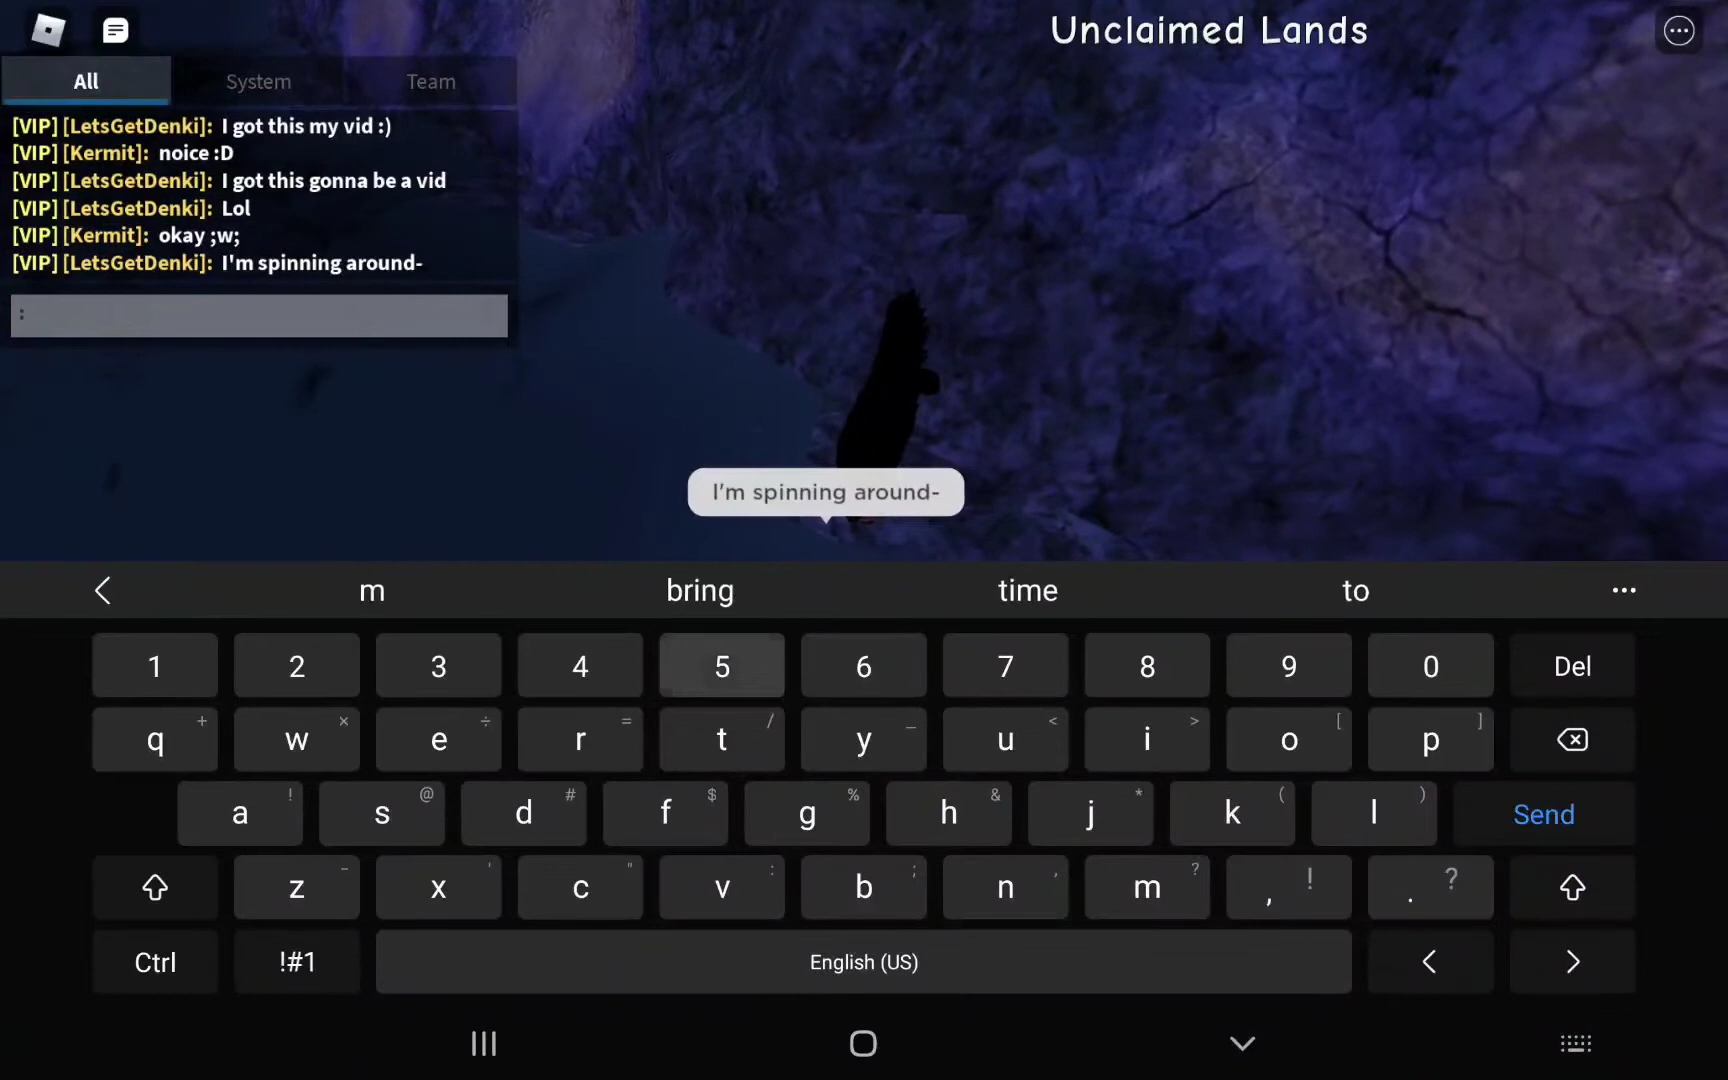 Unclaimed Lands
All System Team
[VIP] [LetsGetDenki]: I got this my vid :)
[VIP] [Kermit]: noice :D
[VIP] [LetsGetDenki]: I got this gonna be a vid
[VIP] [LetsGetDenki]: Lol
[VIP] [Kermit]: okay ;w;
[VIP] [LetsGetDenki]: I'm spinning around-
:
I'm spinning around-
m bring time to
1 2 3 4 5 6 7 8 9 0 Del
q + w × e ÷ r = t / y _ u < i > o [ p ]
a ! s @ d # f $ g % h & j * k ( l ) Send
z - x ' c " v : b ; n , m ? , ! . ?
Ctrl !#1 English (US) < >